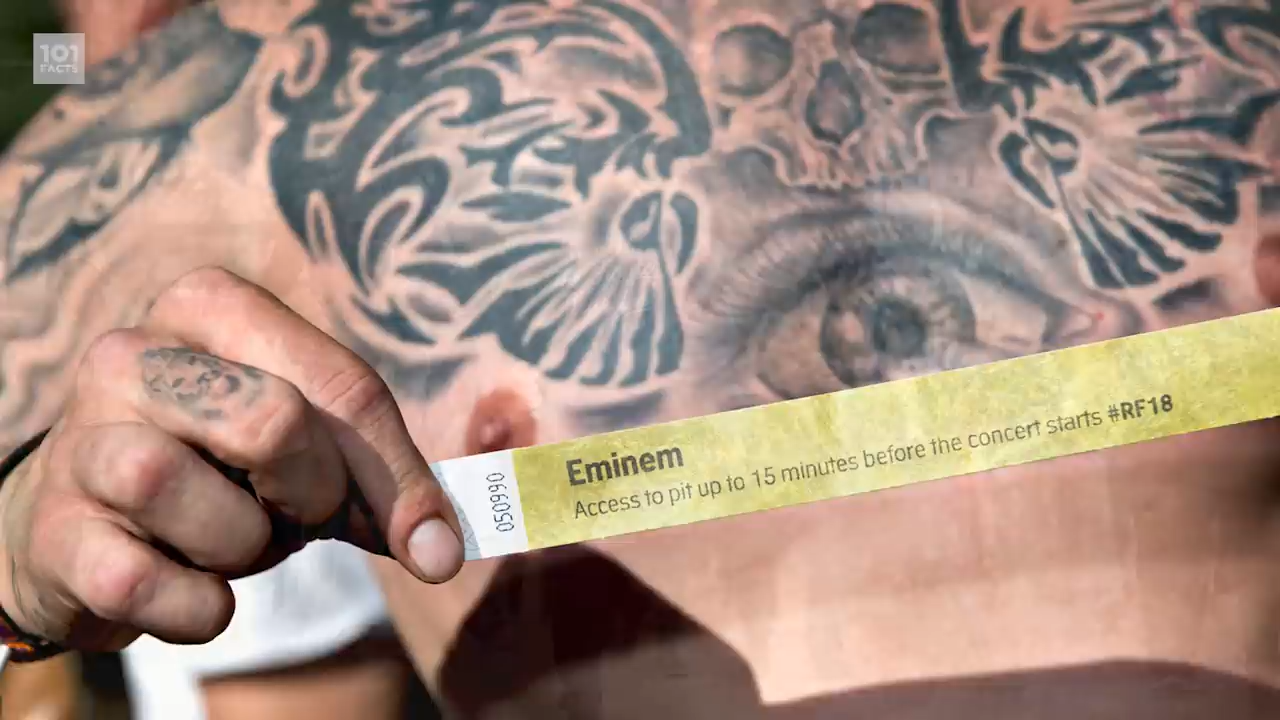 101
FACTS
050990
Eminem
Access to pit up to 15 minutes before the concert starts #RF18